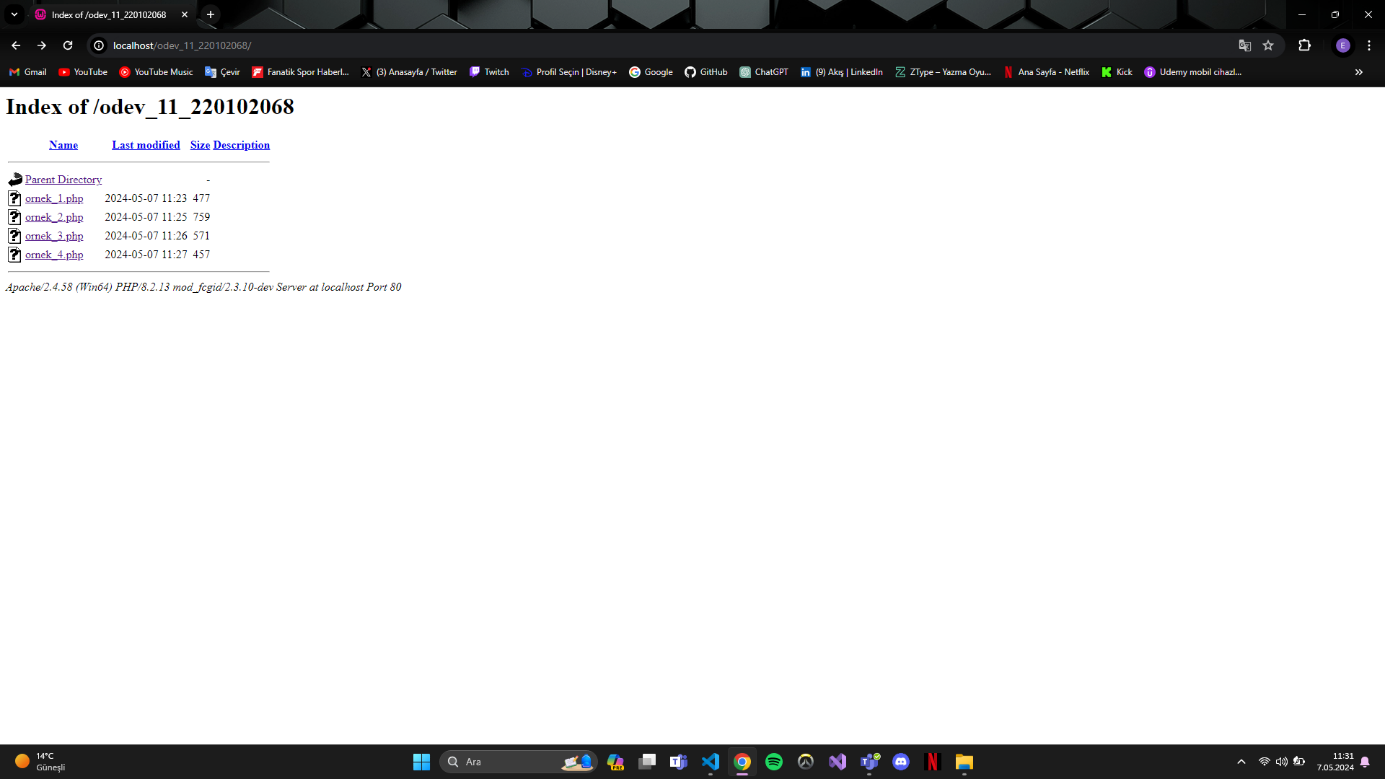 Index of /odev_11_220102068
localhost/odev_11_220102068/
Gmail YouTube YouTube Music Çevir Fanatik Spor Haberl... (3) Anasayfa / Twitter Twitch Profil Seçin | Disney+ Google GitHub ChatGPT (9) Akış | LinkedIn ZType – Yazma Oyu... Ana Sayfa - Netflix Kick Udemy mobil cihazl...
Index of /odev_11_220102068
Name Last modified Size Description
Parent Directory -
ornek_1.php 2024-05-07 11:23 477
ornek_2.php 2024-05-07 11:25 759
ornek_3.php 2024-05-07 11:26 571
ornek_4.php 2024-05-07 11:27 457
Apache/2.4.58 (Win64) PHP/8.2.13 mod_fcgid/2.3.10-dev Server at localhost Port 80
14°C
Güneşli
Ara
11:31
7.05.2024